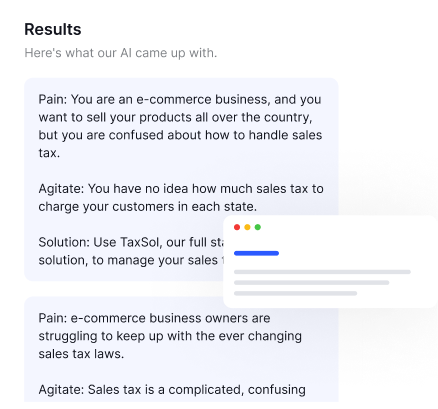 Results
Here's what our AI came up with.
Pain: You are an e-commerce business, and you
want to sell your products all over the country,
but you are confused about how to handle sales
tax.
Agitate: You have no idea how much sales tax to
charge your customers in each state.
Solution: Use TaxSol, our full
solution, to manage your sales
Pain: e-commerce business owners are
struggling to keep up with the ever changing
sales tax laws.
Agitate: Sales tax is a complicated, confusing